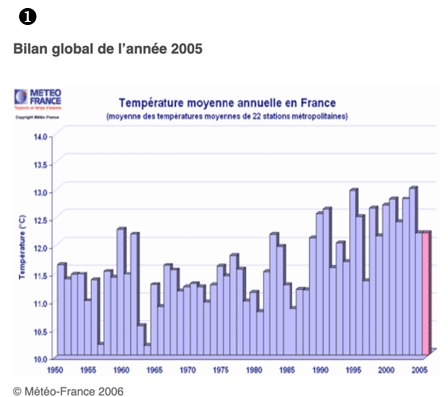 1
Bilan global de l'année 2005
METEO
FRANCE
Toujours un temps d'avance
Copyright Météo-France
Température moyenne annuelle en France
(moyenne des températures moyennes de 22 stations métropolitaines)
Température (°C)
14.0
13.5
13.0
12.5
12.0
11.5
11.0
10.5
10.0
1950 1955 1960 1965 1970 1975 1980 1985 1990 1995 2000 2005
© Météo-France 2006